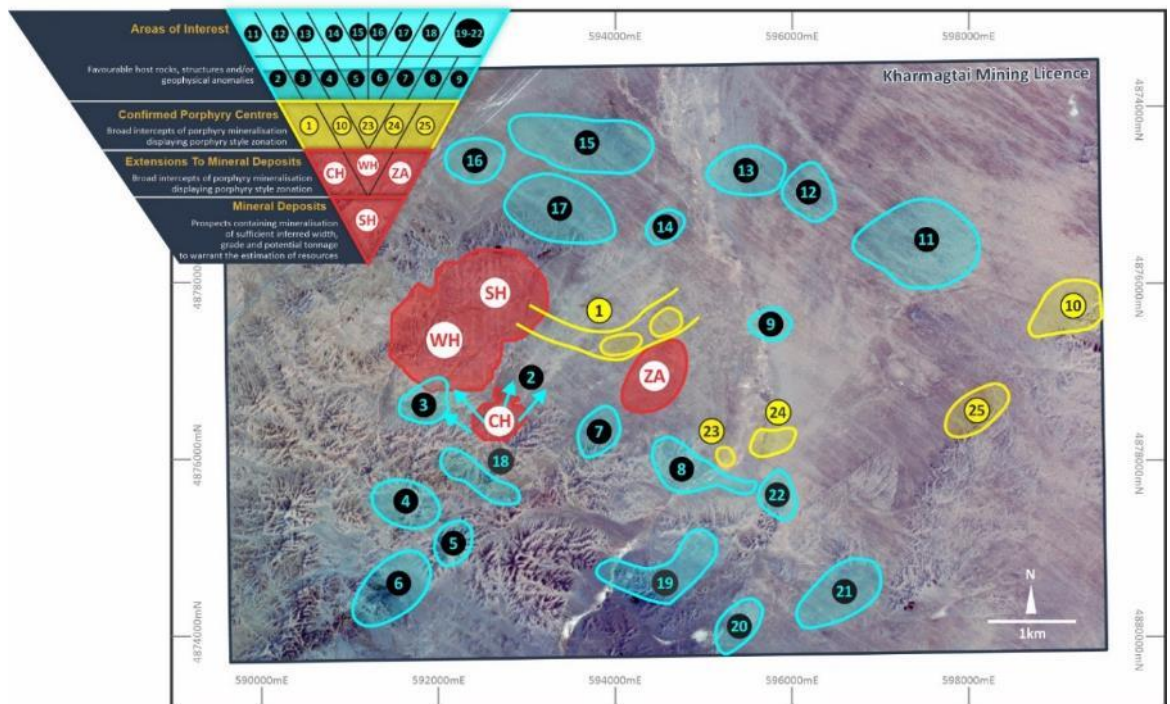 Areas of Interest
11 12 13 14 15 16 17 18 19-22
Favourable host rocks, structures and/or
geophysical anomalies
2 3 4 5 6 7 8 9
Confirmed Porphyry Centres
Broad intercepts of porphyry mineralisation
displaying porphyry style zonation
1 10 23 24 25
Extensions To Mineral Deposits
Broad intercepts of porphyry mineralisation
displaying porphyry style zonation
CH WH ZA
Mineral Deposits
Prospects containing mineralisation
of sufficient inferred width,
grade and potential tonnage
to warrant the estimation of resources
SH
594000mE 596000mE 598000mE
Kharmagtai Mining Licence
4874000mN
15
16
13
12
17
14
11
4878000mN
4876000mN
SH
1
10
9
WH
ZA
2
3
CH
24
25
7
23
18
8
4876000mN
4878000mN
22
4
5
6
19
21
20
N
1km
4874000mN
4880000mN
590000mE 592000mE 594000mE 596000mE 598000mE